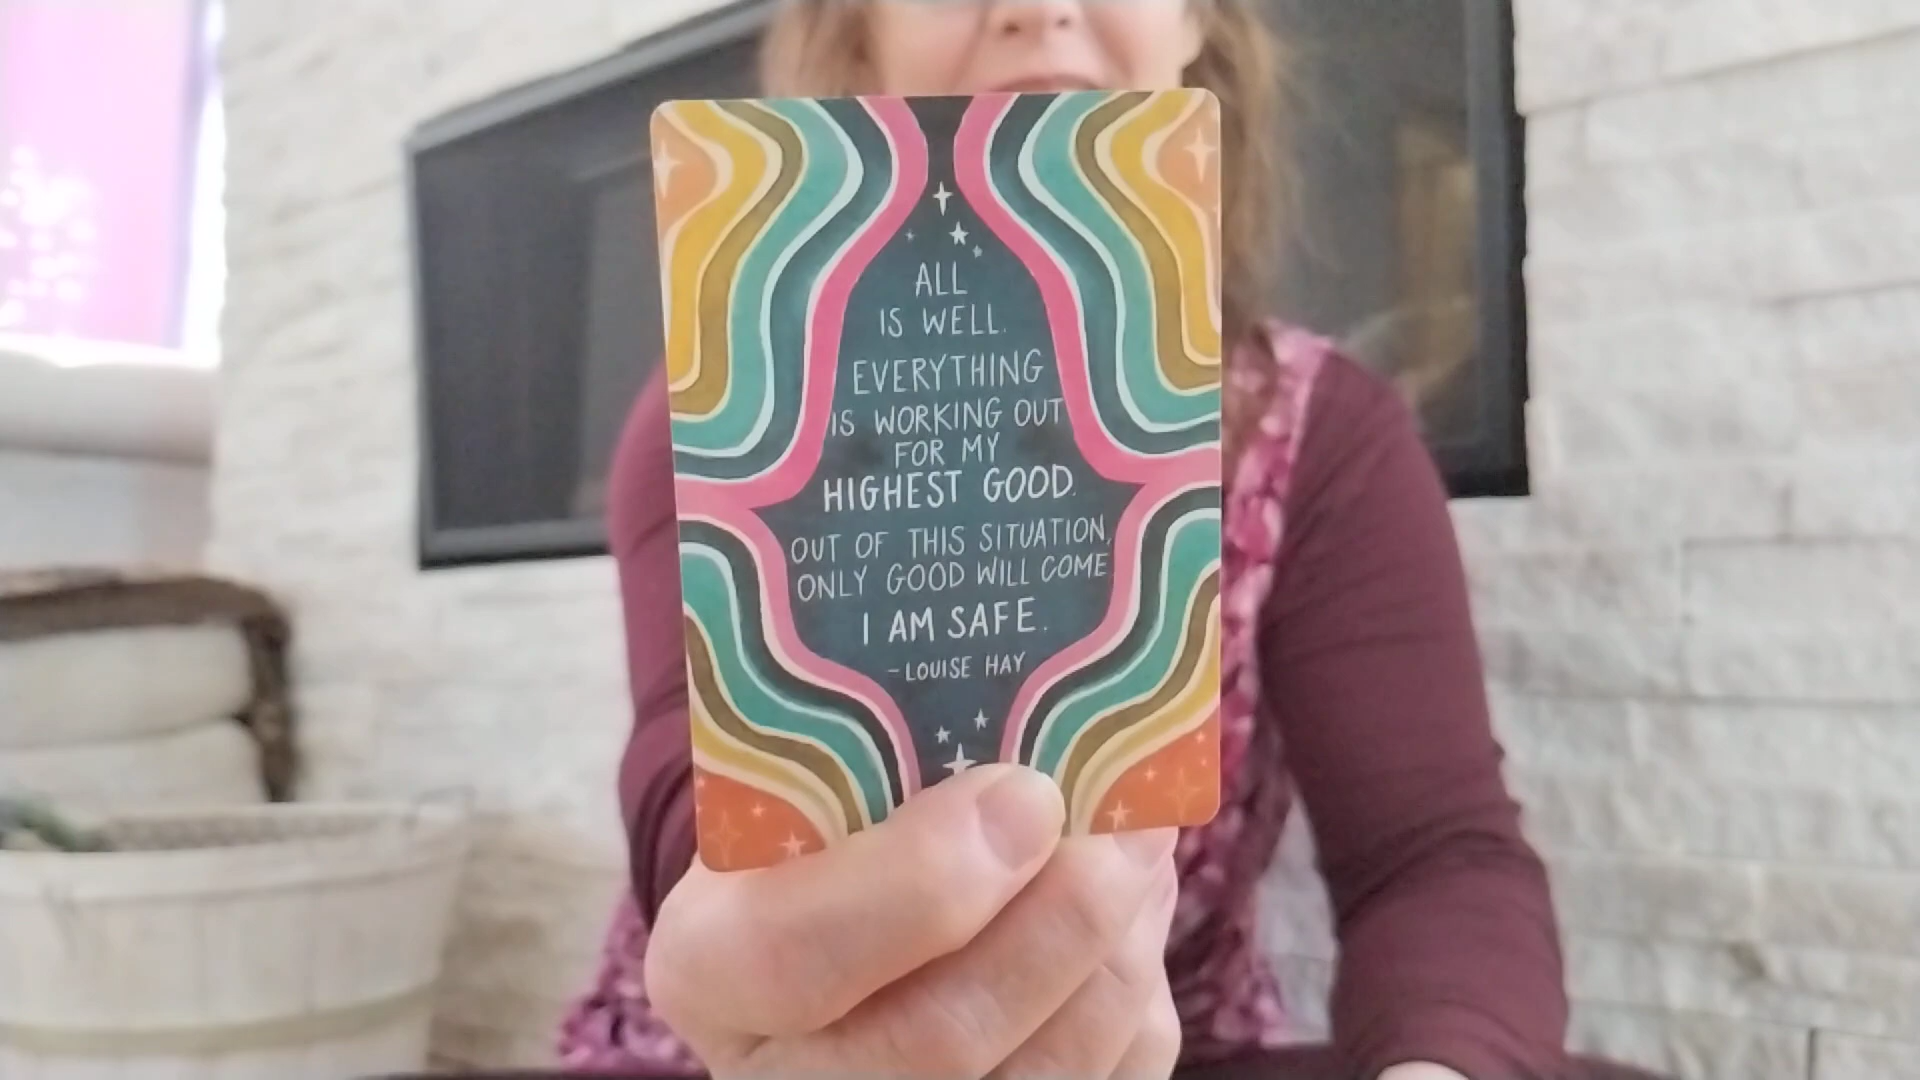 ALL
IS WELL.
EVERYTHING
IS WORKING OUT
FOR MY
HIGHEST GOOD.
OUT OF THIS SITUATION,
ONLY GOOD WILL COME
I AM SAFE.
-LOUISE HAY